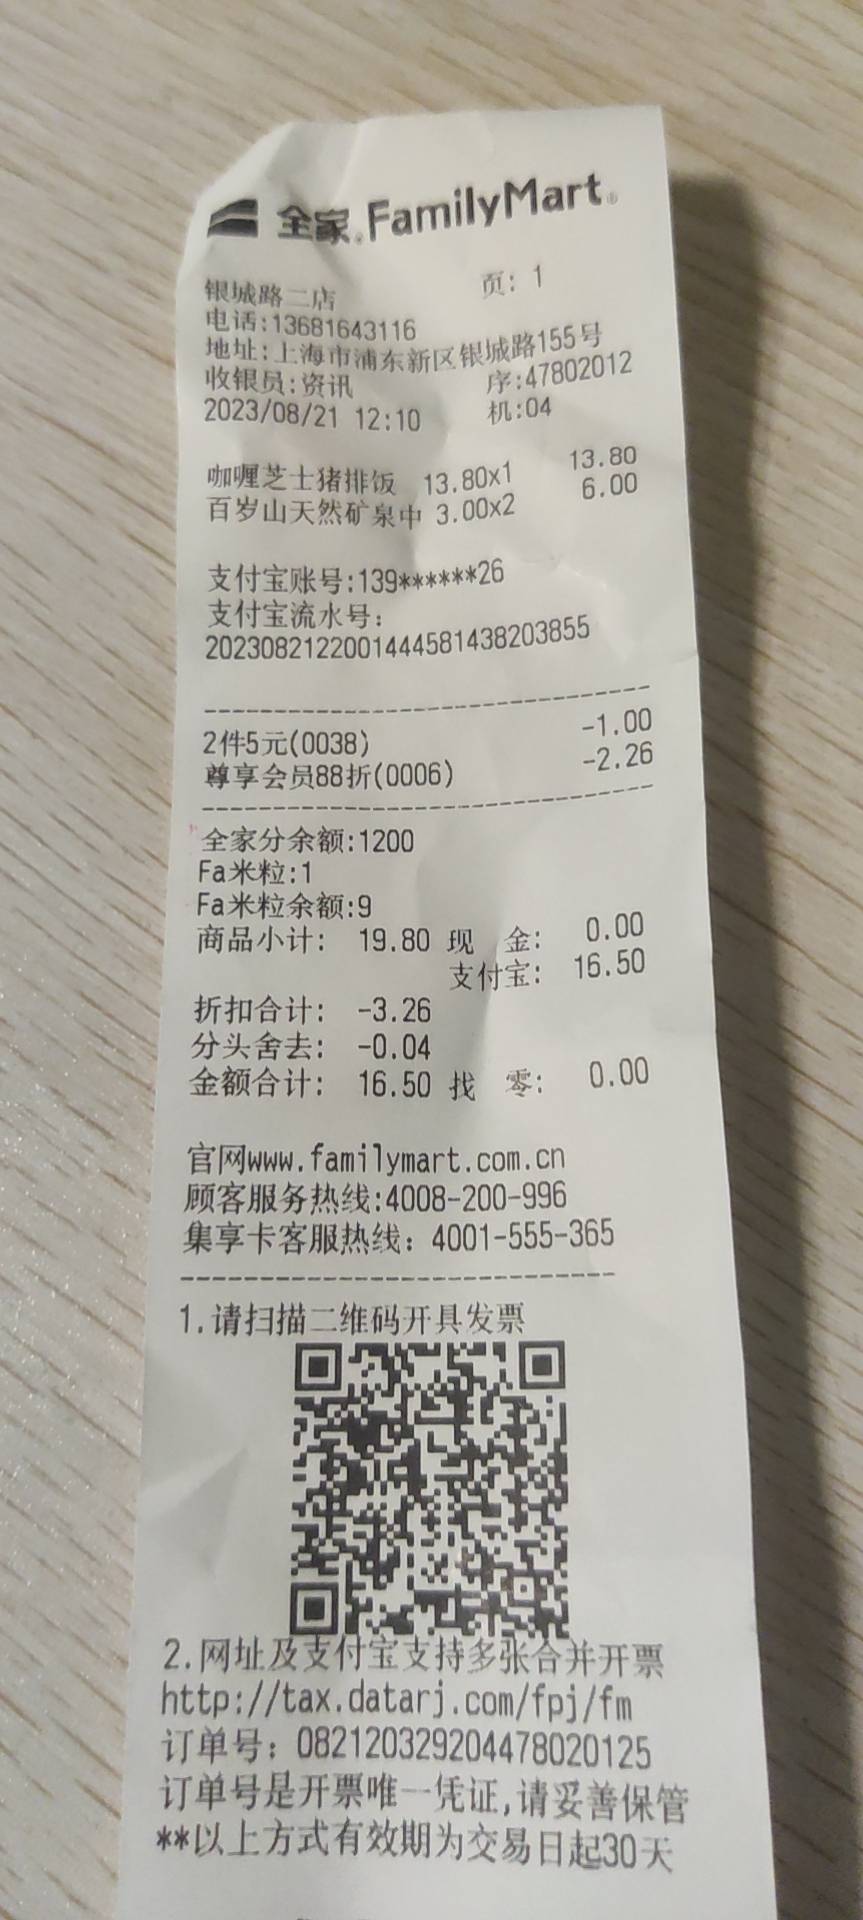 全家 FamilyMart
银城路二店 页: 1
电话:13681643116
地址:上海市浦东新区银城路155号
收银员:资讯 序:47802012
2023/08/21 12:10 机:04
咖喱芝士猪排饭 13.80x1 13.80
百岁山天然矿泉中 3.00x2 6.00
支付宝账号:139******26
支付宝流水号:
2023082122001444581438203855
2件5元(0038) -1.00
尊享会员88折(0006) -2.26
全家分余额:1200
Fa米粒:1
Fa米粒余额:9
商品小计: 19.80 现 金: 0.00
支付宝: 16.50
折扣合计: -3.26
分头舍去: -0.04
金额合计: 16.50 找 零: 0.00
官网www.familymart.com.cn
顾客服务热线:4008-200-996
集享卡客服热线: 4001-555-365
1.请扫描二维码开具发票
2.网址及支付宝支持多张合并开票
http://tax.datarj.com/fpj/fm
订单号: 082120329204478020125
订单号是开票唯一凭证,请妥善保管
**以上方式有效期为交易日起30天